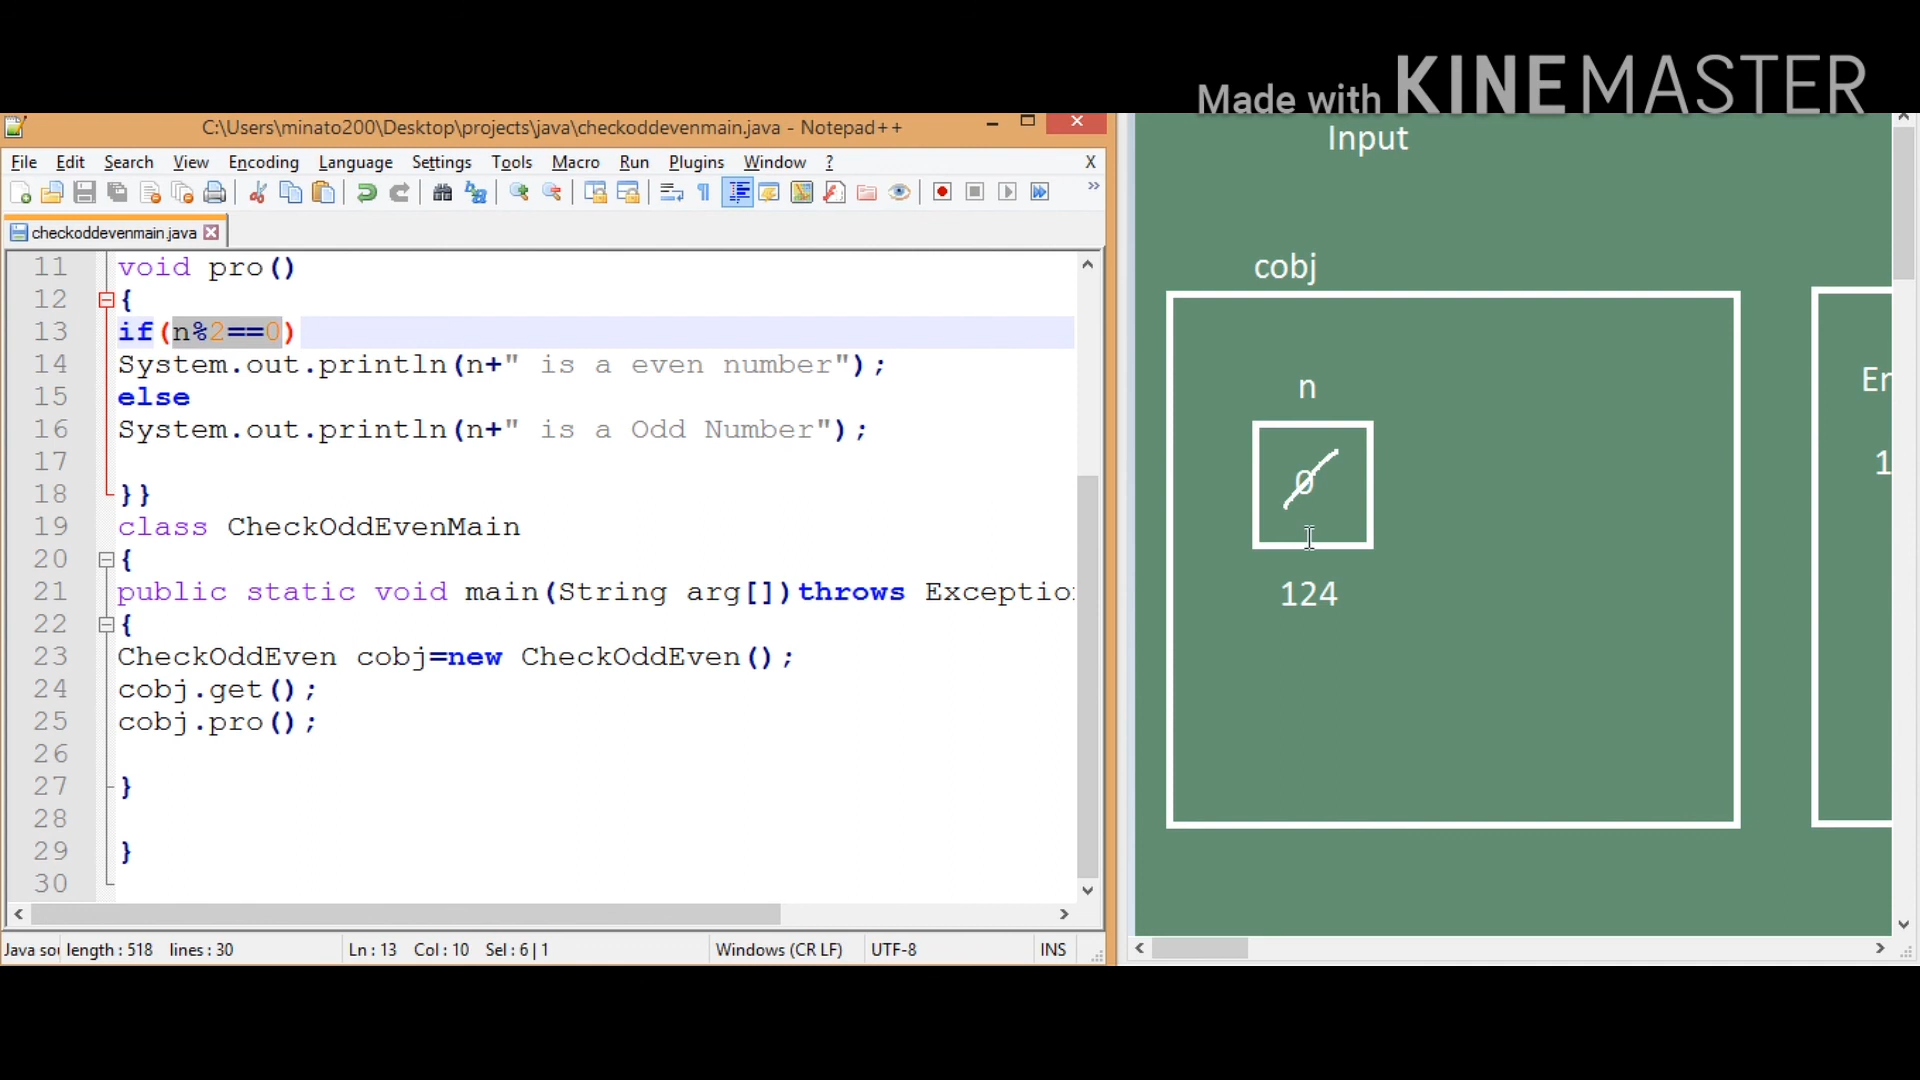 Made with KINEMASTER
C:\Users\minato200\Desktop\projects\java\checkoddevenmain.java - Notepad++
File Edit Search View Encoding Language Settings Tools Macro Run Plugins Window ? X
checkoddevenmain.java
11 void pro()
12 {
13 if(n%2==0)
14 System.out.println(n+" is a even number");
15 else
16 System.out.println(n+" is a Odd Number");
17
18 }}
19 class CheckOddEvenMain
20 {
21 public static void main(String arg[])throws Exceptio
22 {
23 CheckOddEven cobj=new CheckOddEven();
24 cobj.get();
25 cobj.pro();
26
27 }
28
29 }
30
Java so length : 518 lines : 30 Ln : 13 Col : 10 Sel : 6 | 1 Windows (CR LF) UTF-8 INS
Input
cobj
n
0
124
Er
1